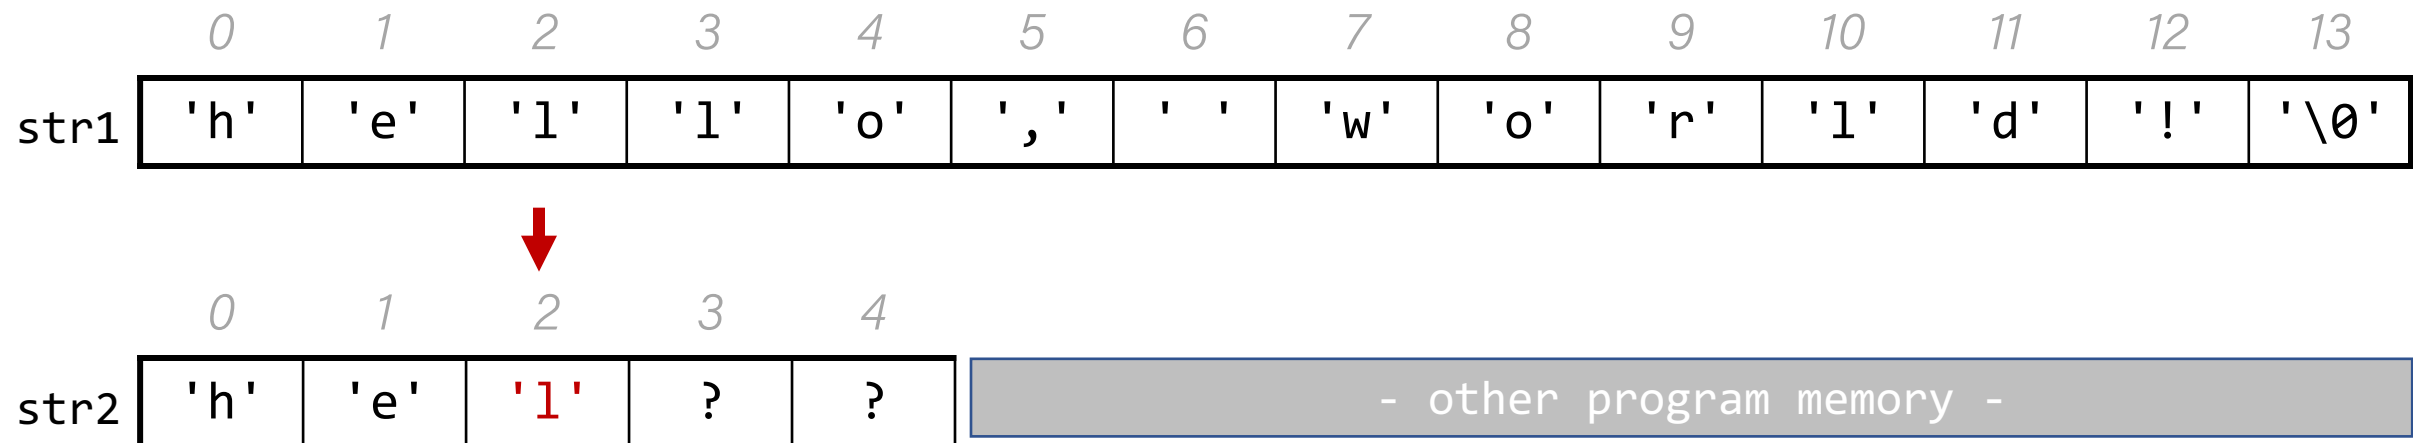 0 1 2 3 4 5 6 7 8 9 10 11 12 13
str1 'h' 'e' 'l' 'l' 'o' ',' ' ' 'w' 'o' 'r' 'l' 'd' '!' '\0'
0 1 2 3 4
str2 'h' 'e' 'l' ? ? - other program memory -